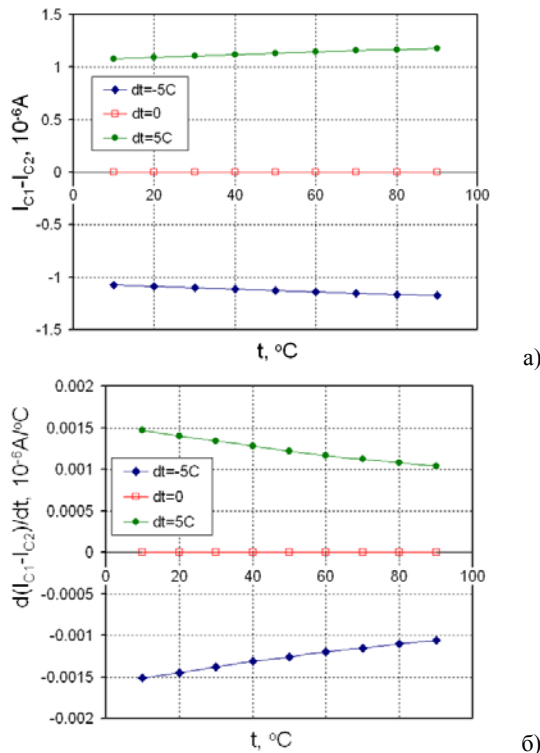 1.5
1
0.5
0
-0.5
-1
-1.5
0 20 40 60 80 100
I_C1-I_C2, 10^-6A
dt=-5C
dt=0
dt=5C
t, °C
а)
0.002
0.0015
0.001
0.0005
0
-0.0005
-0.001
-0.0015
-0.002
0 20 40 60 80 100
d(I_C1-I_C2)/dt, 10^-6A/°C
dt=-5C
dt=0
dt=5C
t, °C
б)